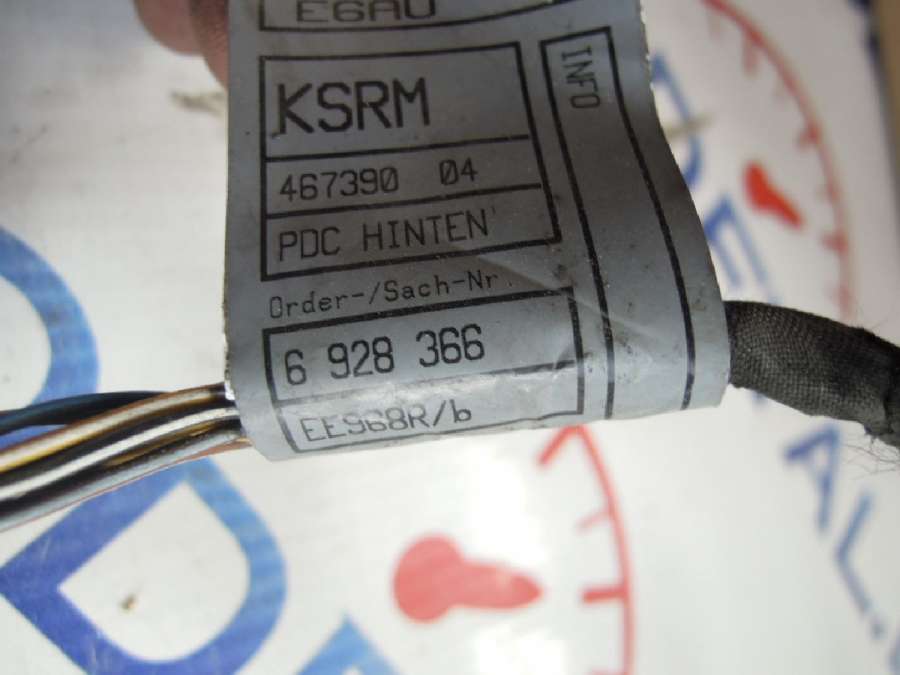 E6AU
KSRM
INFO
467390 04
PDC HINTEN
Order-/Sach-Nr.
6 928 366
EE968R/b